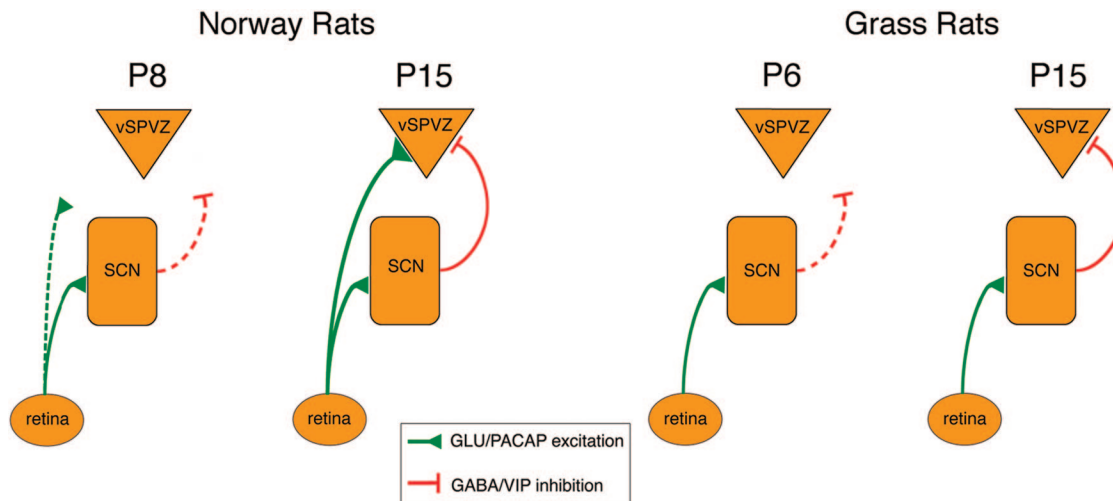 Norway Rats
Grass Rats
P8
P15
P6
P15
vSPVZ
vSPVZ
vSPVZ
vSPVZ
SCN
SCN
SCN
SCN
retina
retina
retina
retina
GLU/PACAP excitation
GABA/VIP inhibition